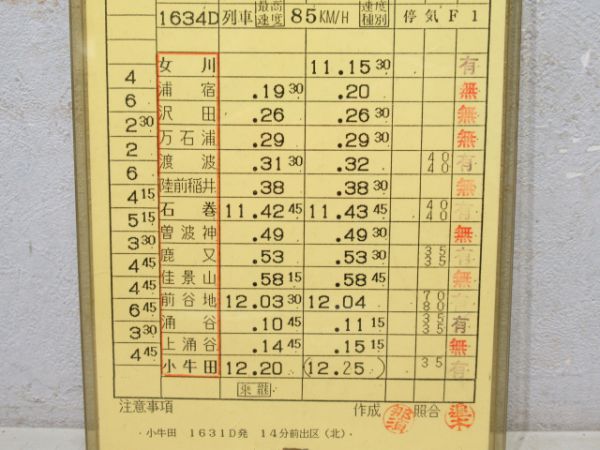 1634D 列車 最高速度 85KM/H 速度種別 停気F1
女川 11.15 30 有
4
浦宿 .19 30 .20 無
6
沢田 .26 .26 30 無
2 30
万石浦 .29 .29 30 無
2
渡波 .31 30 .32 40 40 有
6
陸前稲井 .38 .38 30 無
4 15
石巻 11.42 45 11.43 45 40 40 有
5 15
曽波神 .49 .49 30 無
3 30
鹿又 .53 .53 30 35 35 有
4 45
佳景山 .58 15 .58 45 無
4 45
前谷地 12.03 30 12.04 70 80
6 45
涌谷 .10 45 .11 15 35 35 有
3 30
上涌谷 .14 45 .15 15 無
4 45
小牛田 12.20 (12.25) 35 有
乗継
注意事項 作成 照合
小牛田 1631D発 14分前出区(北)